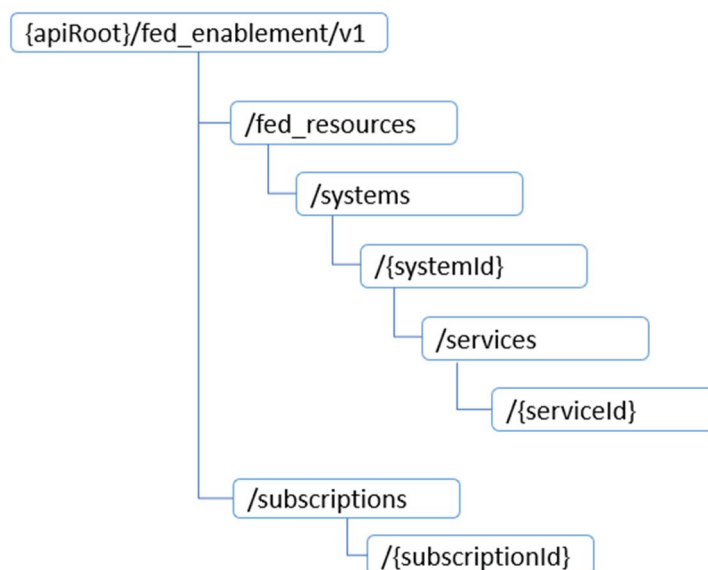 {apiRoot}/fed_enablement/v1
/fed_resources
/systems
/{systemId}
/services
/{serviceId}
/subscriptions
/{subscriptionId}